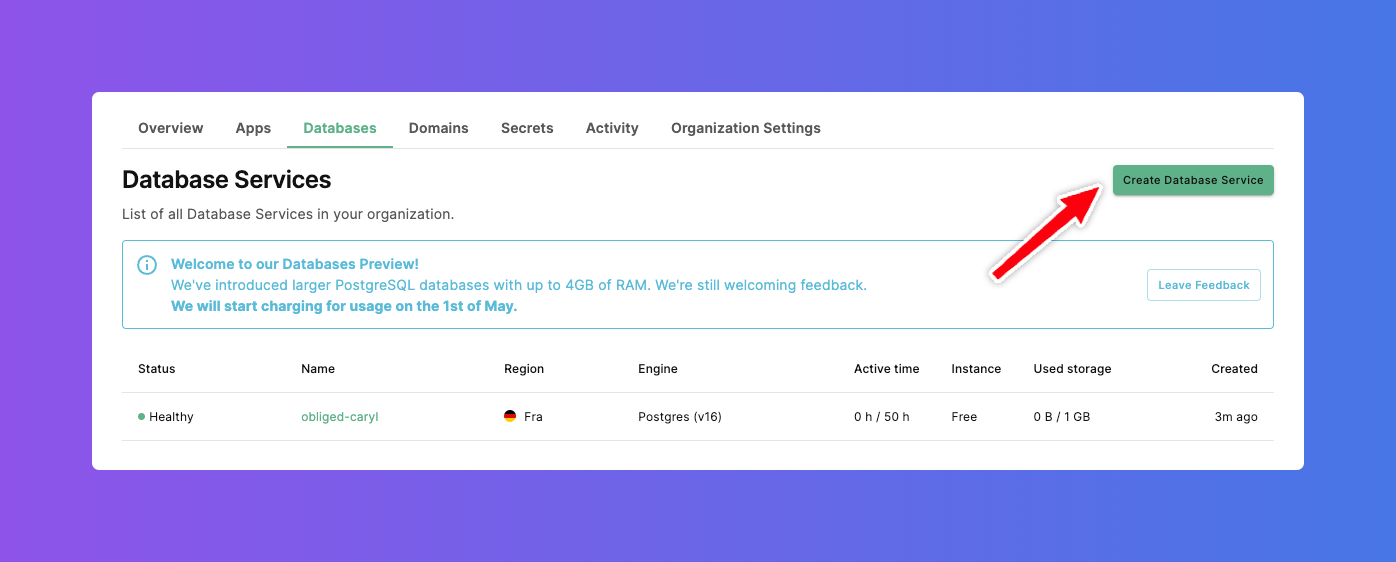 Overview Apps Databases Domains Secrets Activity Organization Settings
Database Services
Create Database Service
List of all Database Services in your organization.
Welcome to our Databases Preview!
We've introduced larger PostgreSQL databases with up to 4GB of RAM. We're still welcoming feedback.
We will start charging for usage on the 1st of May.
Leave Feedback
Status Name Region Engine Active time Instance Used storage Created
Healthy obliged-caryl Fra Postgres (v16) 0 h / 50 h Free 0 B / 1 GB 3m ago